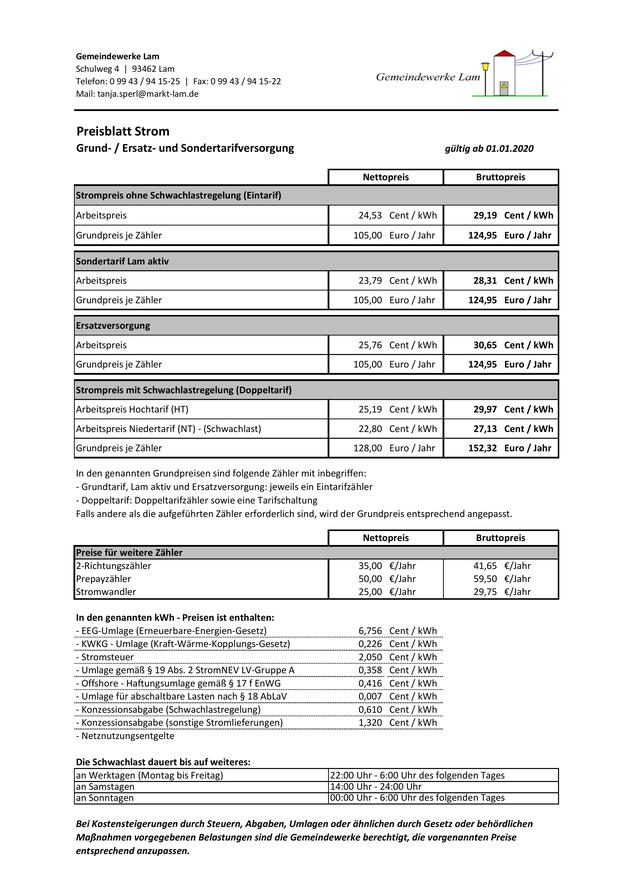 Gemeindewerke Lam
Schulweg 4 | 93462 Lam
Telefon: 0 99 43 / 94 15-25 | Fax: 0 99 43 / 94 15-22
Mail: tanja.sperl@markt-lam.de
Gemeindewerke Lam
Preisblatt Strom
Grund- / Ersatz- und Sondertarifversorgung gültig ab 01.01.2020
Nettopreis Bruttopreis
Strompreis ohne Schwachlastregelung (Eintarif)
Arbeitspreis 24,53 Cent / kWh 29,19 Cent / kWh
Grundpreis je Zähler 105,00 Euro / Jahr 124,95 Euro / Jahr
Sondertarif Lam aktiv
Arbeitspreis 23,79 Cent / kWh 28,31 Cent / kWh
Grundpreis je Zähler 105,00 Euro / Jahr 124,95 Euro / Jahr
Ersatzversorgung
Arbeitspreis 25,76 Cent / kWh 30,65 Cent / kWh
Grundpreis je Zähler 105,00 Euro / Jahr 124,95 Euro / Jahr
Strompreis mit Schwachlastregelung (Doppeltarif)
Arbeitspreis Hochtarif (HT) 25,19 Cent / kWh 29,97 Cent / kWh
Arbeitspreis Niedertarif (NT) - (Schwachlast) 22,80 Cent / kWh 27,13 Cent / kWh
Grundpreis je Zähler 128,00 Euro / Jahr 152,32 Euro / Jahr
In den genannten Grundpreisen sind folgende Zähler mit inbegriffen:
- Grundtarif, Lam aktiv und Ersatzversorgung: jeweils ein Eintarifzähler
- Doppeltarif: Doppeltarifzähler sowie eine Tarifschaltung
Falls andere als die aufgeführten Zähler erforderlich sind, wird der Grundpreis entsprechend angepasst.
Nettopreis Bruttopreis
Preise für weitere Zähler
2-Richtungszähler 35,00 €/Jahr 41,65 €/Jahr
Prepayzähler 50,00 €/Jahr 59,50 €/Jahr
Stromwandler 25,00 €/Jahr 29,75 €/Jahr
In den genannten kWh - Preisen ist enthalten:
- EEG-Umlage (Erneuerbare-Energien-Gesetz) 6,756 Cent / kWh
- KWKG - Umlage (Kraft-Wärme-Kopplungs-Gesetz) 0,226 Cent / kWh
- Stromsteuer 2,050 Cent / kWh
- Umlage gemäß § 19 Abs. 2 StromNEV LV-Gruppe A 0,358 Cent / kWh
- Offshore - Haftungsumlage gemäß § 17 f EnWG 0,416 Cent / kWh
- Umlage für abschaltbare Lasten nach § 18 AbLaV 0,007 Cent / kWh
- Konzessionsabgabe (Schwachlastregelung) 0,610 Cent / kWh
- Konzessionsabgabe (sonstige Stromlieferungen) 1,320 Cent / kWh
- Netznutzungsentgelte
Die Schwachlast dauert bis auf weiteres:
an Werktagen (Montag bis Freitag) 22:00 Uhr - 6:00 Uhr des folgenden Tages
an Samstagen 14:00 Uhr - 24:00 Uhr
an Sonntagen 00:00 Uhr - 6:00 Uhr des folgenden Tages
Bei Kostensteigerungen durch Steuern, Abgaben, Umlagen oder ähnlichen durch Gesetz oder behördlichen
Maßnahmen vorgegebenen Belastungen sind die Gemeindewerke berechtigt, die vorgenannten Preise
entsprechend anzupassen.